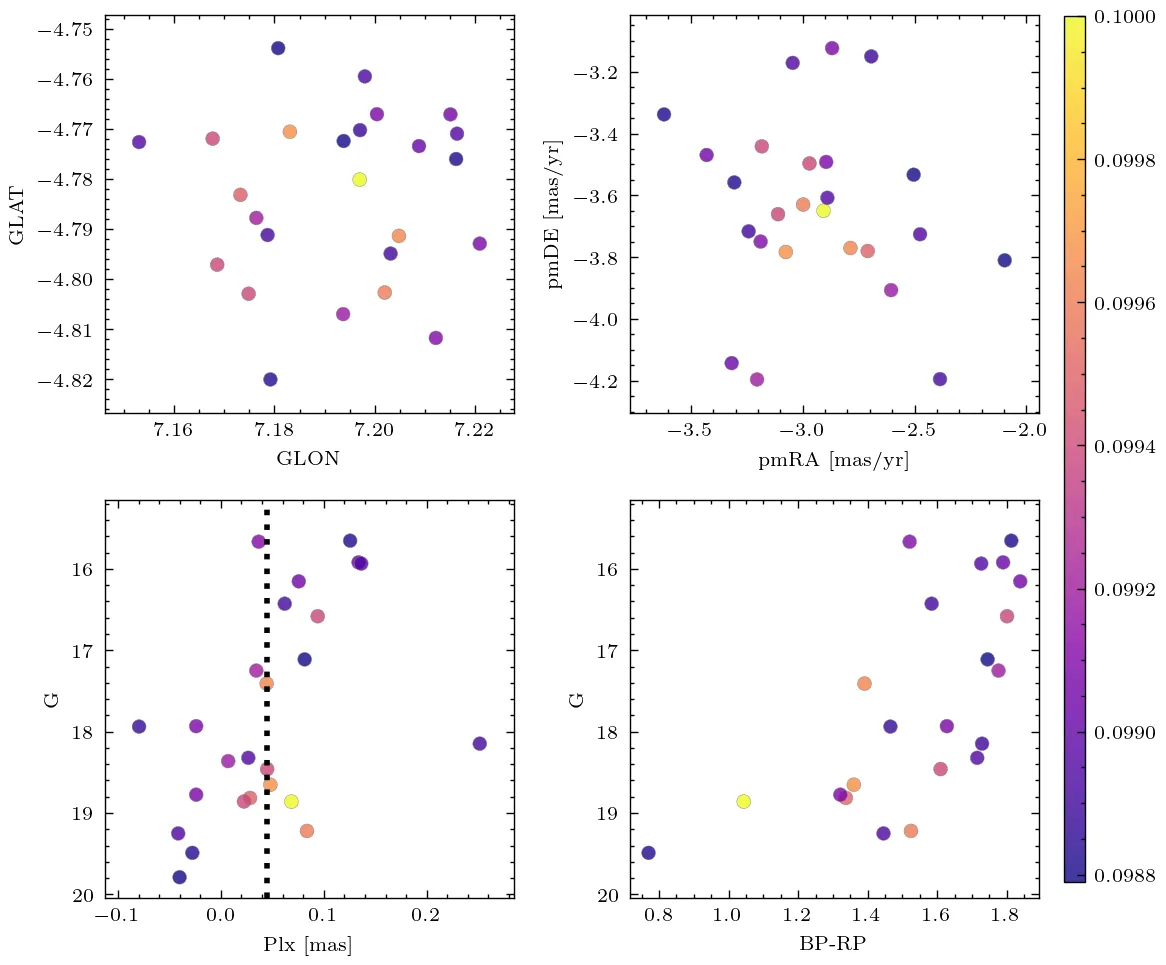 −4.75
−4.76
−4.77
−4.78
−4.79
−4.80
−4.81
−4.82
GLAT
7.16 7.18 7.20 7.22
GLON
−3.2
−3.4
−3.6
−3.8
−4.0
−4.2
pmDE [mas/yr]
−3.5 −3.0 −2.5 −2.0
pmRA [mas/yr]
16
17
18
19
20
G
−0.1 0.0 0.1 0.2
Plx [mas]
16
17
18
19
20
G
0.8 1.0 1.2 1.4 1.6 1.8
BP-RP
0.1000
0.0998
0.0996
0.0994
0.0992
0.0990
0.0988